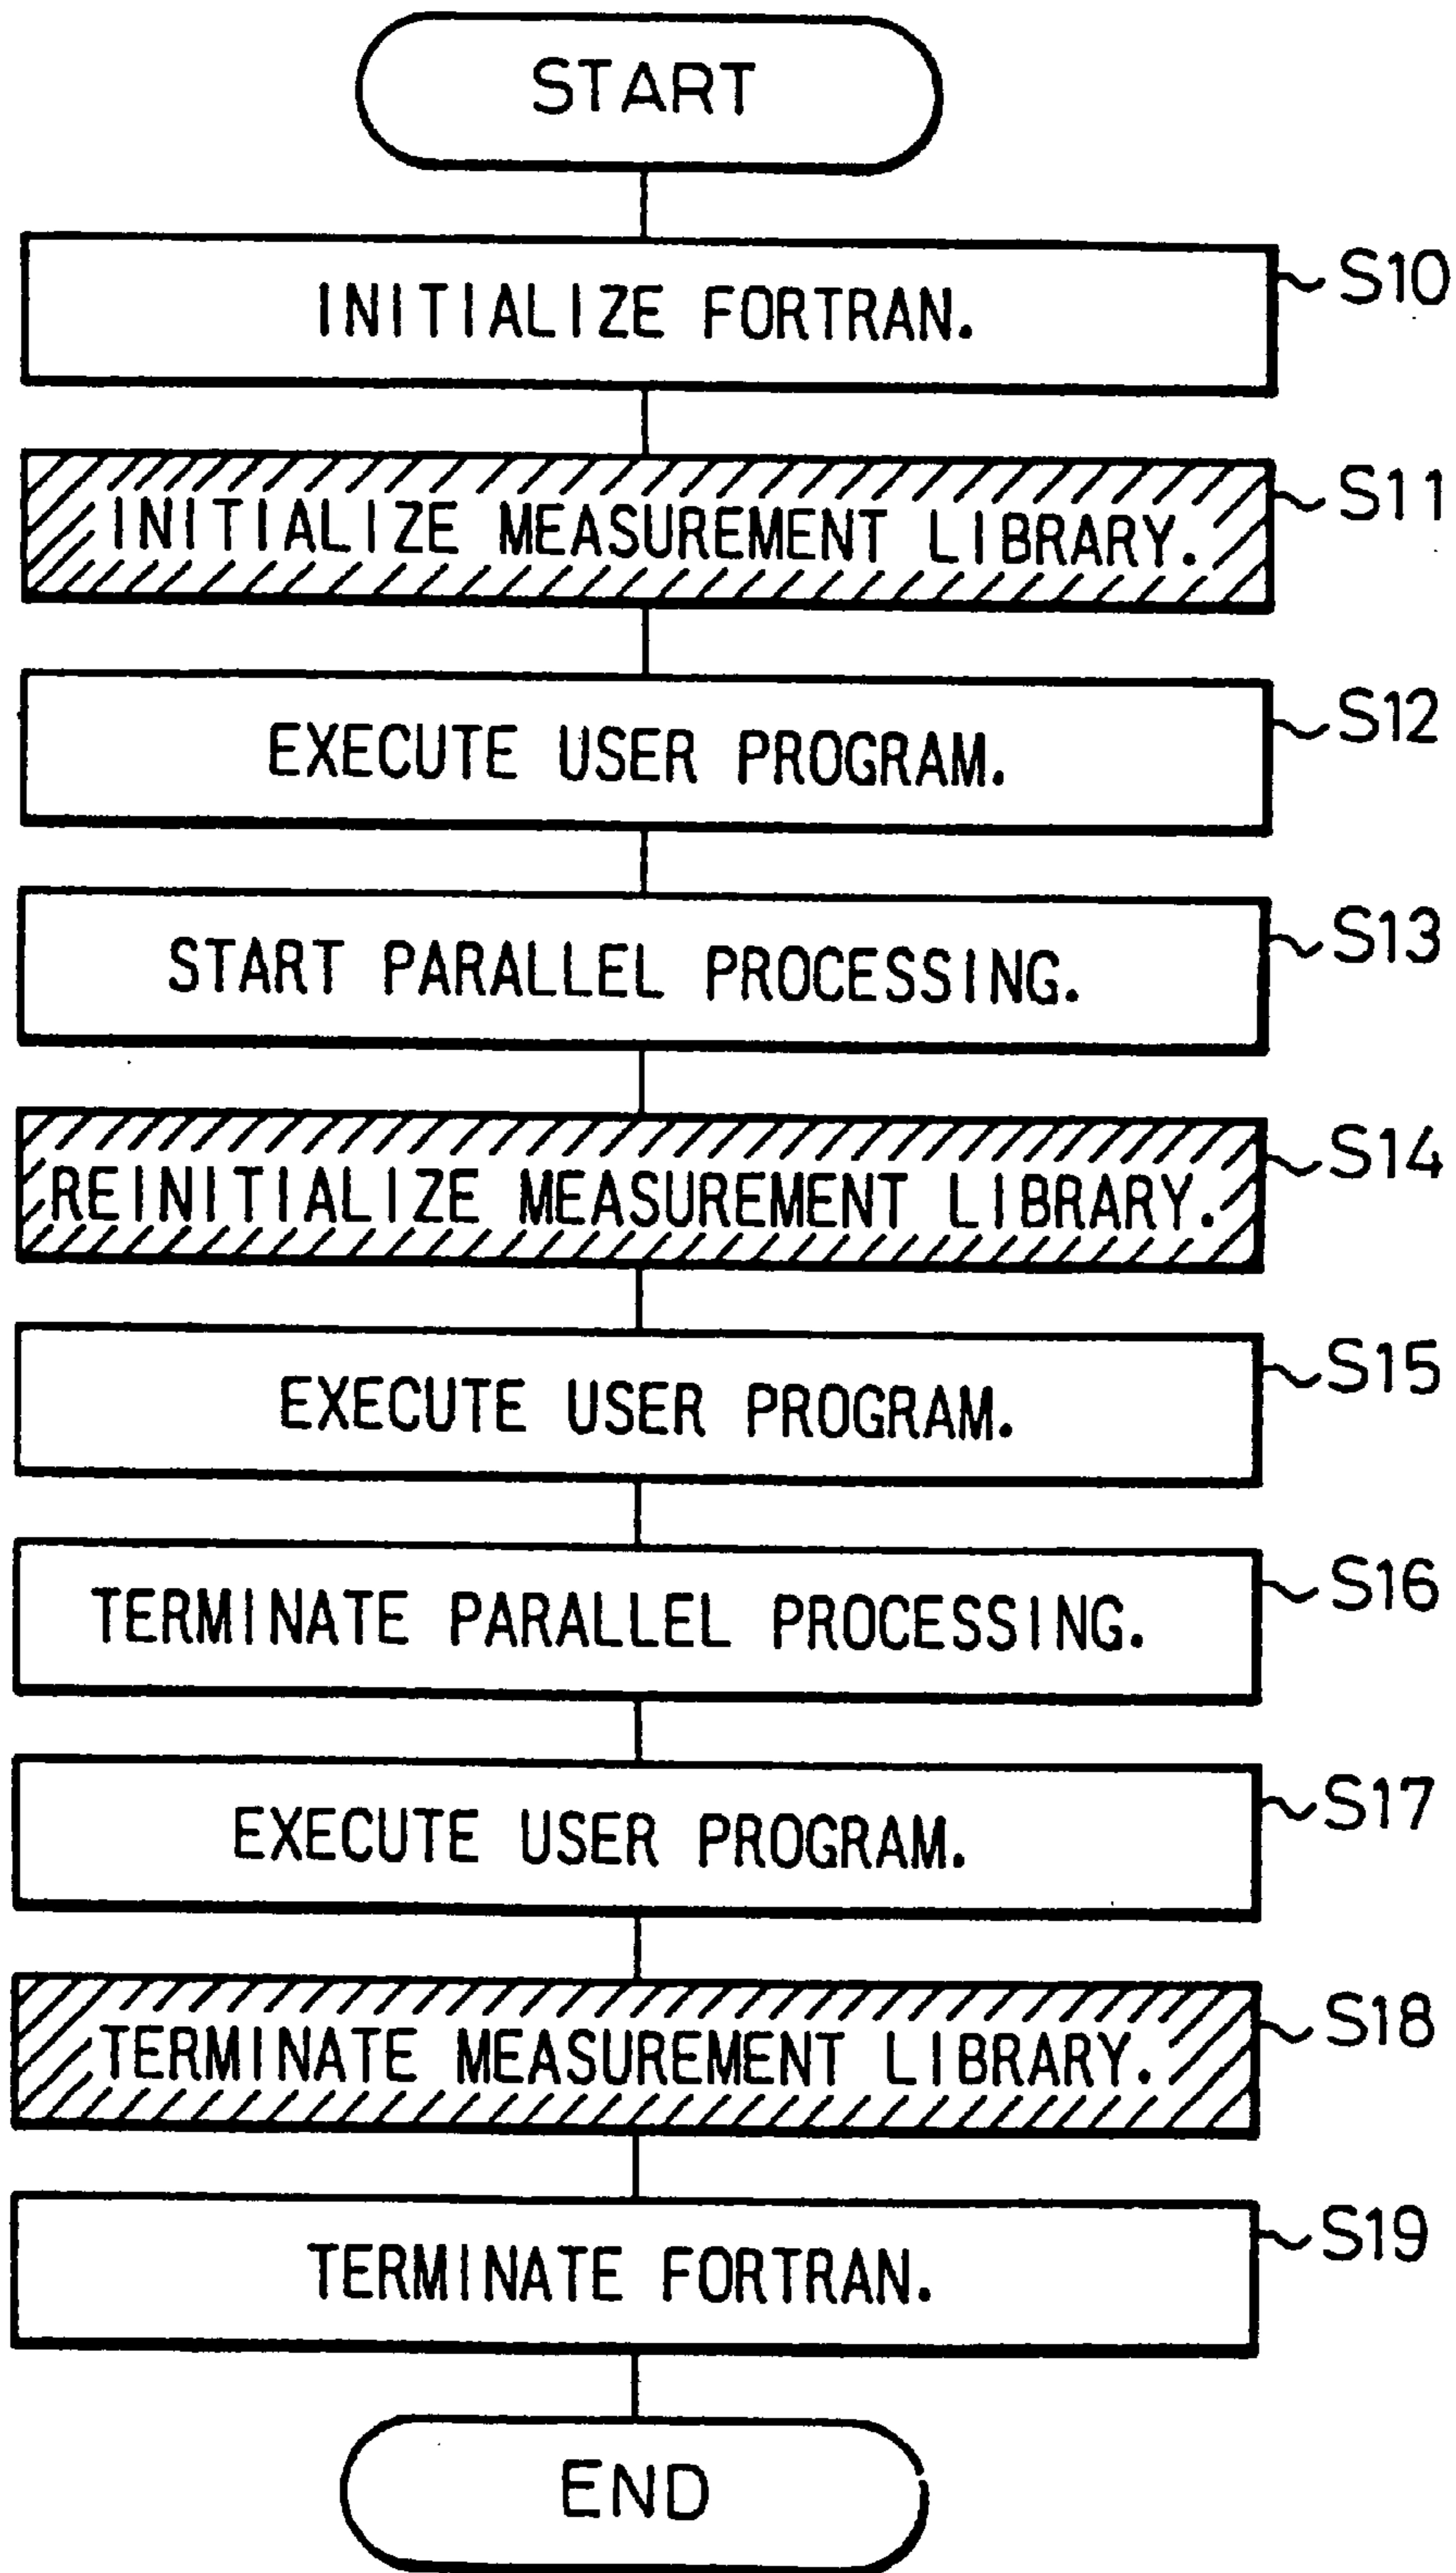 START
INITIALIZE FORTRAN.
S10
INITIALIZE MEASUREMENT LIBRARY.
S11
EXECUTE USER PROGRAM.
S12
START PARALLEL PROCESSING.
S13
REINITIALIZE MEASUREMENT LIBRARY.
S14
EXECUTE USER PROGRAM.
S15
TERMINATE PARALLEL PROCESSING.
S16
EXECUTE USER PROGRAM.
S17
TERMINATE MEASUREMENT LIBRARY.
S18
TERMINATE FORTRAN.
S19
END